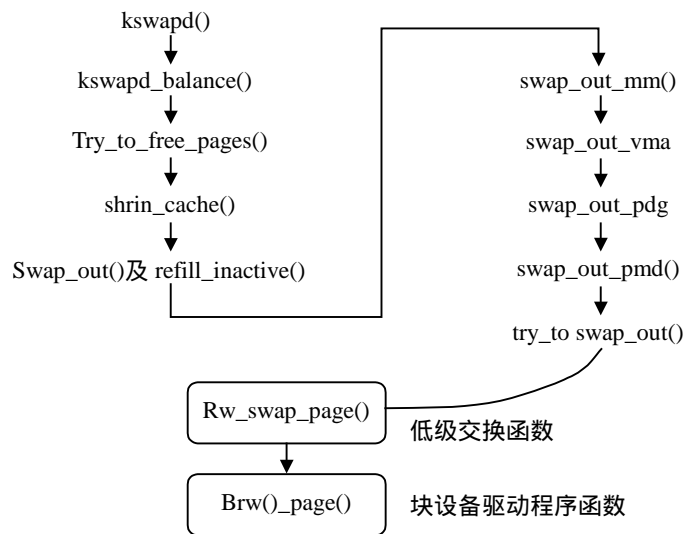 kswapd()
kswapd_balance()
Try_to_free_pages()
shrin_cache()
Swap_out()及 refill_inactive()
swap_out_mm()
swap_out_vma
swap_out_pdg
swap_out_pmd()
try_to swap_out()
Rw_swap_page()
低级交换函数
Brw()_page()
块设备驱动程序函数